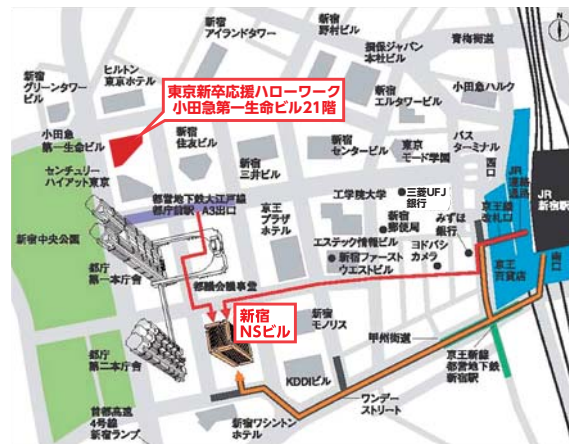 新宿
アイランドタワー
新宿
野村ビル
損保ジャパン
本社ビル
青梅街道
N
新宿
グリーンタワー
ビル
ヒルトン
東京ホテル
東京新卒応援ハローワーク
小田急第一生命ビル21階
新宿
エルタワービル
小田急ハルク
小田急
第一生命ビル
新宿
住友ビル
新宿
センタービル
東京
モード学園
バス
ターミナル
西口
JR
連絡
通路
JR
新宿駅
センチュリー
ハイアット東京
新宿
三井ビル
工学院大学
三菱UFJ
銀行
京王線
改札口
都営地下鉄大江戸線
都庁前駅・A3出口
京王
プラザ
ホテル
新宿
郵便局
みずほ
銀行
新宿中央公園
エステック情報ビル
ヨドバシ
カメラ
南口
都庁
第一本庁舎
新宿ファースト
ウエストビル
京王
百貨店
都議会議事堂
新宿
NSビル
新宿
モノリス
甲州街道
都庁
第二本庁舎
KDDIビル
京王新線
都営地下鉄
新宿駅
ワンデー
ストリート
首都高速
4号線
新宿ランプ
新宿ワシントン
ホテル